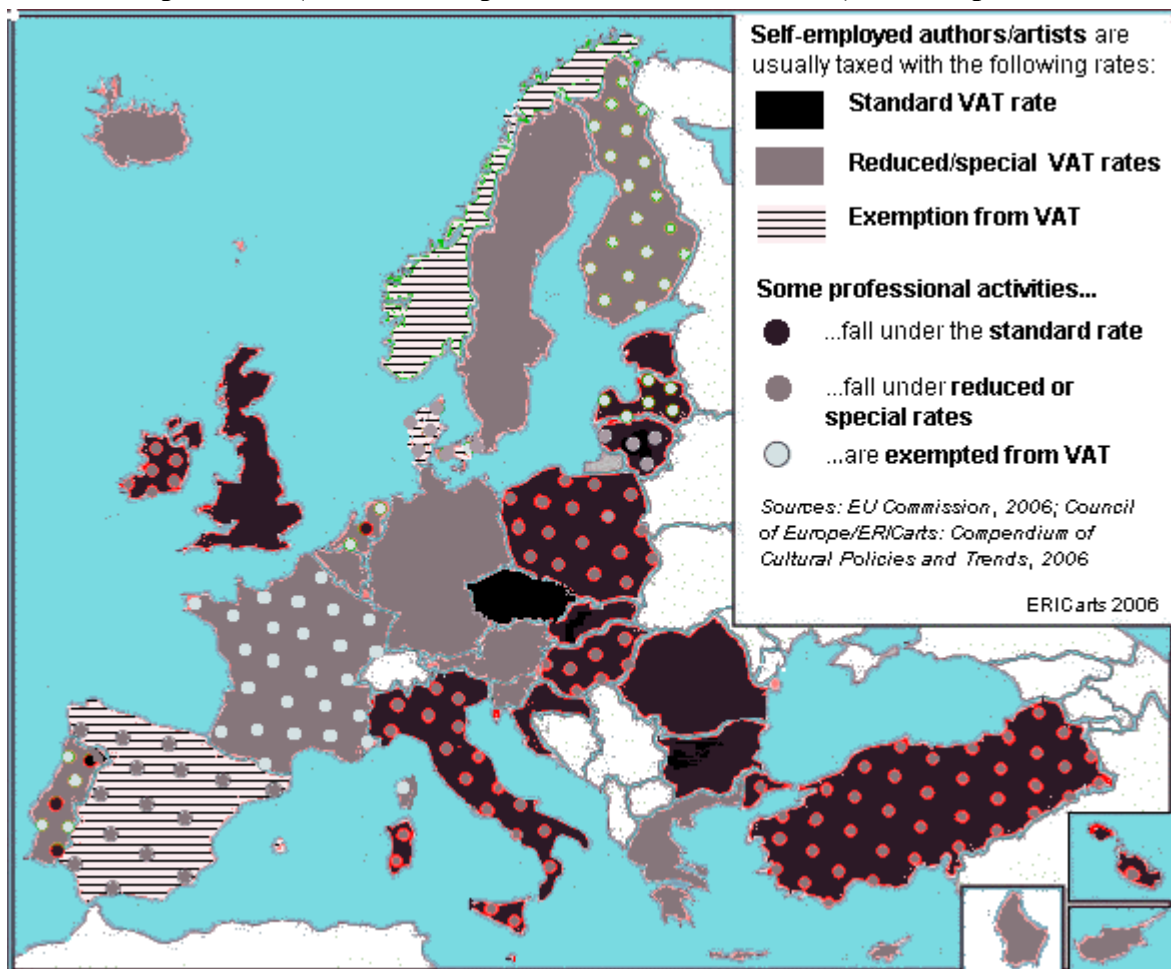 Self-employed authors/artists are
usually taxed with the following rates:
Standard VAT rate
Reduced/special VAT rates
Exemption from VAT
Some professional activities...
...fall under the standard rate
...fall under reduced or
special rates
...are exempted from VAT
Sources: EU Commission, 2006; Council
of Europe/ERICarts: Compendium of
Cultural Policies and Trends, 2006
ERICarts 2006